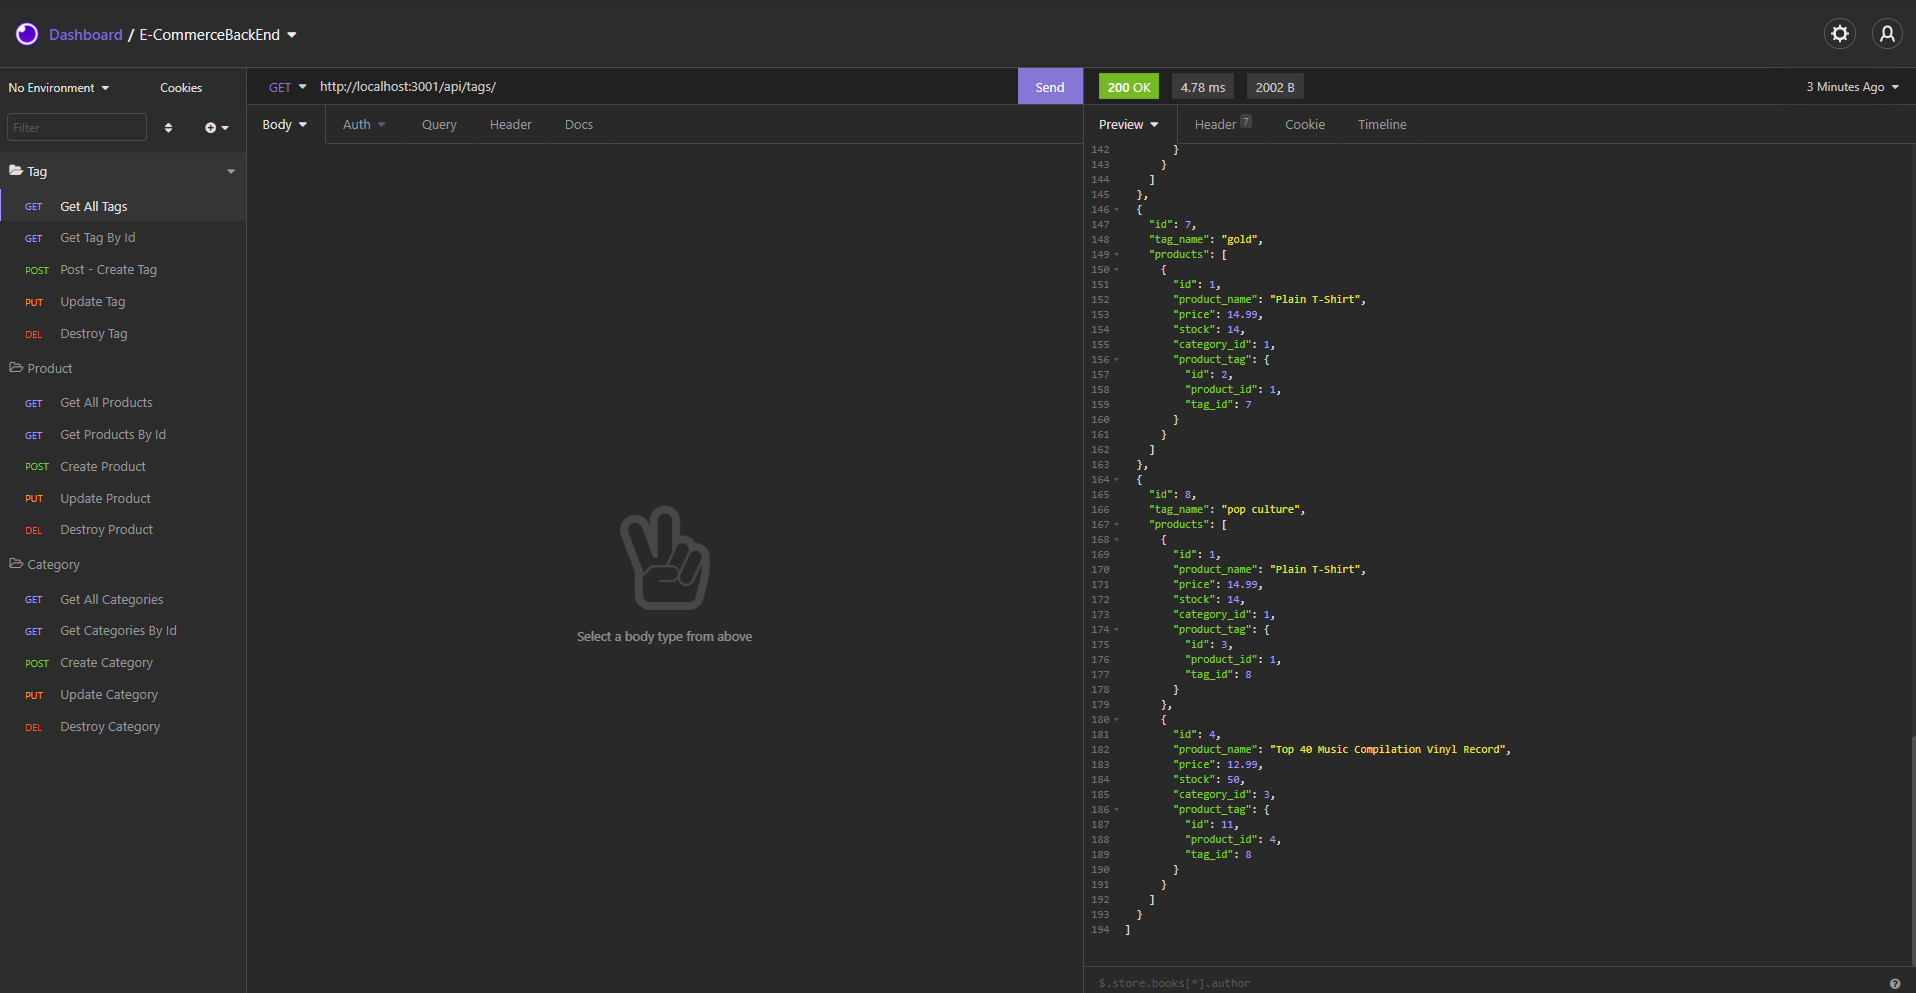 Dashboard / E-CommerceBackEnd
No Environment
Cookies
Filter
Tag
GET Get All Tags
GET Get Tag By Id
POST Post - Create Tag
PUT Update Tag
DEL Destroy Tag
Product
GET Get All Products
GET Get Products By Id
POST Create Product
PUT Update Product
DEL Destroy Product
Category
GET Get All Categories
GET Get Categories By Id
POST Create Category
PUT Update Category
DEL Destroy Category
GET http://localhost:3001/api/tags/ Send
Body Auth Query Header Docs
Select a body type from above
200 OK 4.78 ms 2002 B 3 Minutes Ago
Preview Header 7 Cookie Timeline
142 }
143 }
144 ]
145 },
146 {
147 "id": 7,
148 "tag_name": "gold",
149 "products": [
150 {
151 "id": 1,
152 "product_name": "Plain T-Shirt",
153 "price": 14.99,
154 "stock": 14,
155 "category_id": 1,
156 "product_tag": {
157 "id": 2,
158 "product_id": 1,
159 "tag_id": 7
160 }
161 }
162 ]
163 },
164 {
165 "id": 8,
166 "tag_name": "pop culture",
167 "products": [
168 {
169 "id": 1,
170 "product_name": "Plain T-Shirt",
171 "price": 14.99,
172 "stock": 14,
173 "category_id": 1,
174 "product_tag": {
175 "id": 3,
176 "product_id": 1,
177 "tag_id": 8
178 }
179 },
180 {
181 "id": 4,
182 "product_name": "Top 40 Music Compilation Vinyl Record",
183 "price": 12.99,
184 "stock": 50,
185 "category_id": 3,
186 "product_tag": {
187 "id": 11,
188 "product_id": 4,
189 "tag_id": 8
190 }
191 }
192 ]
193 }
194 ]
$.store.books[*].author